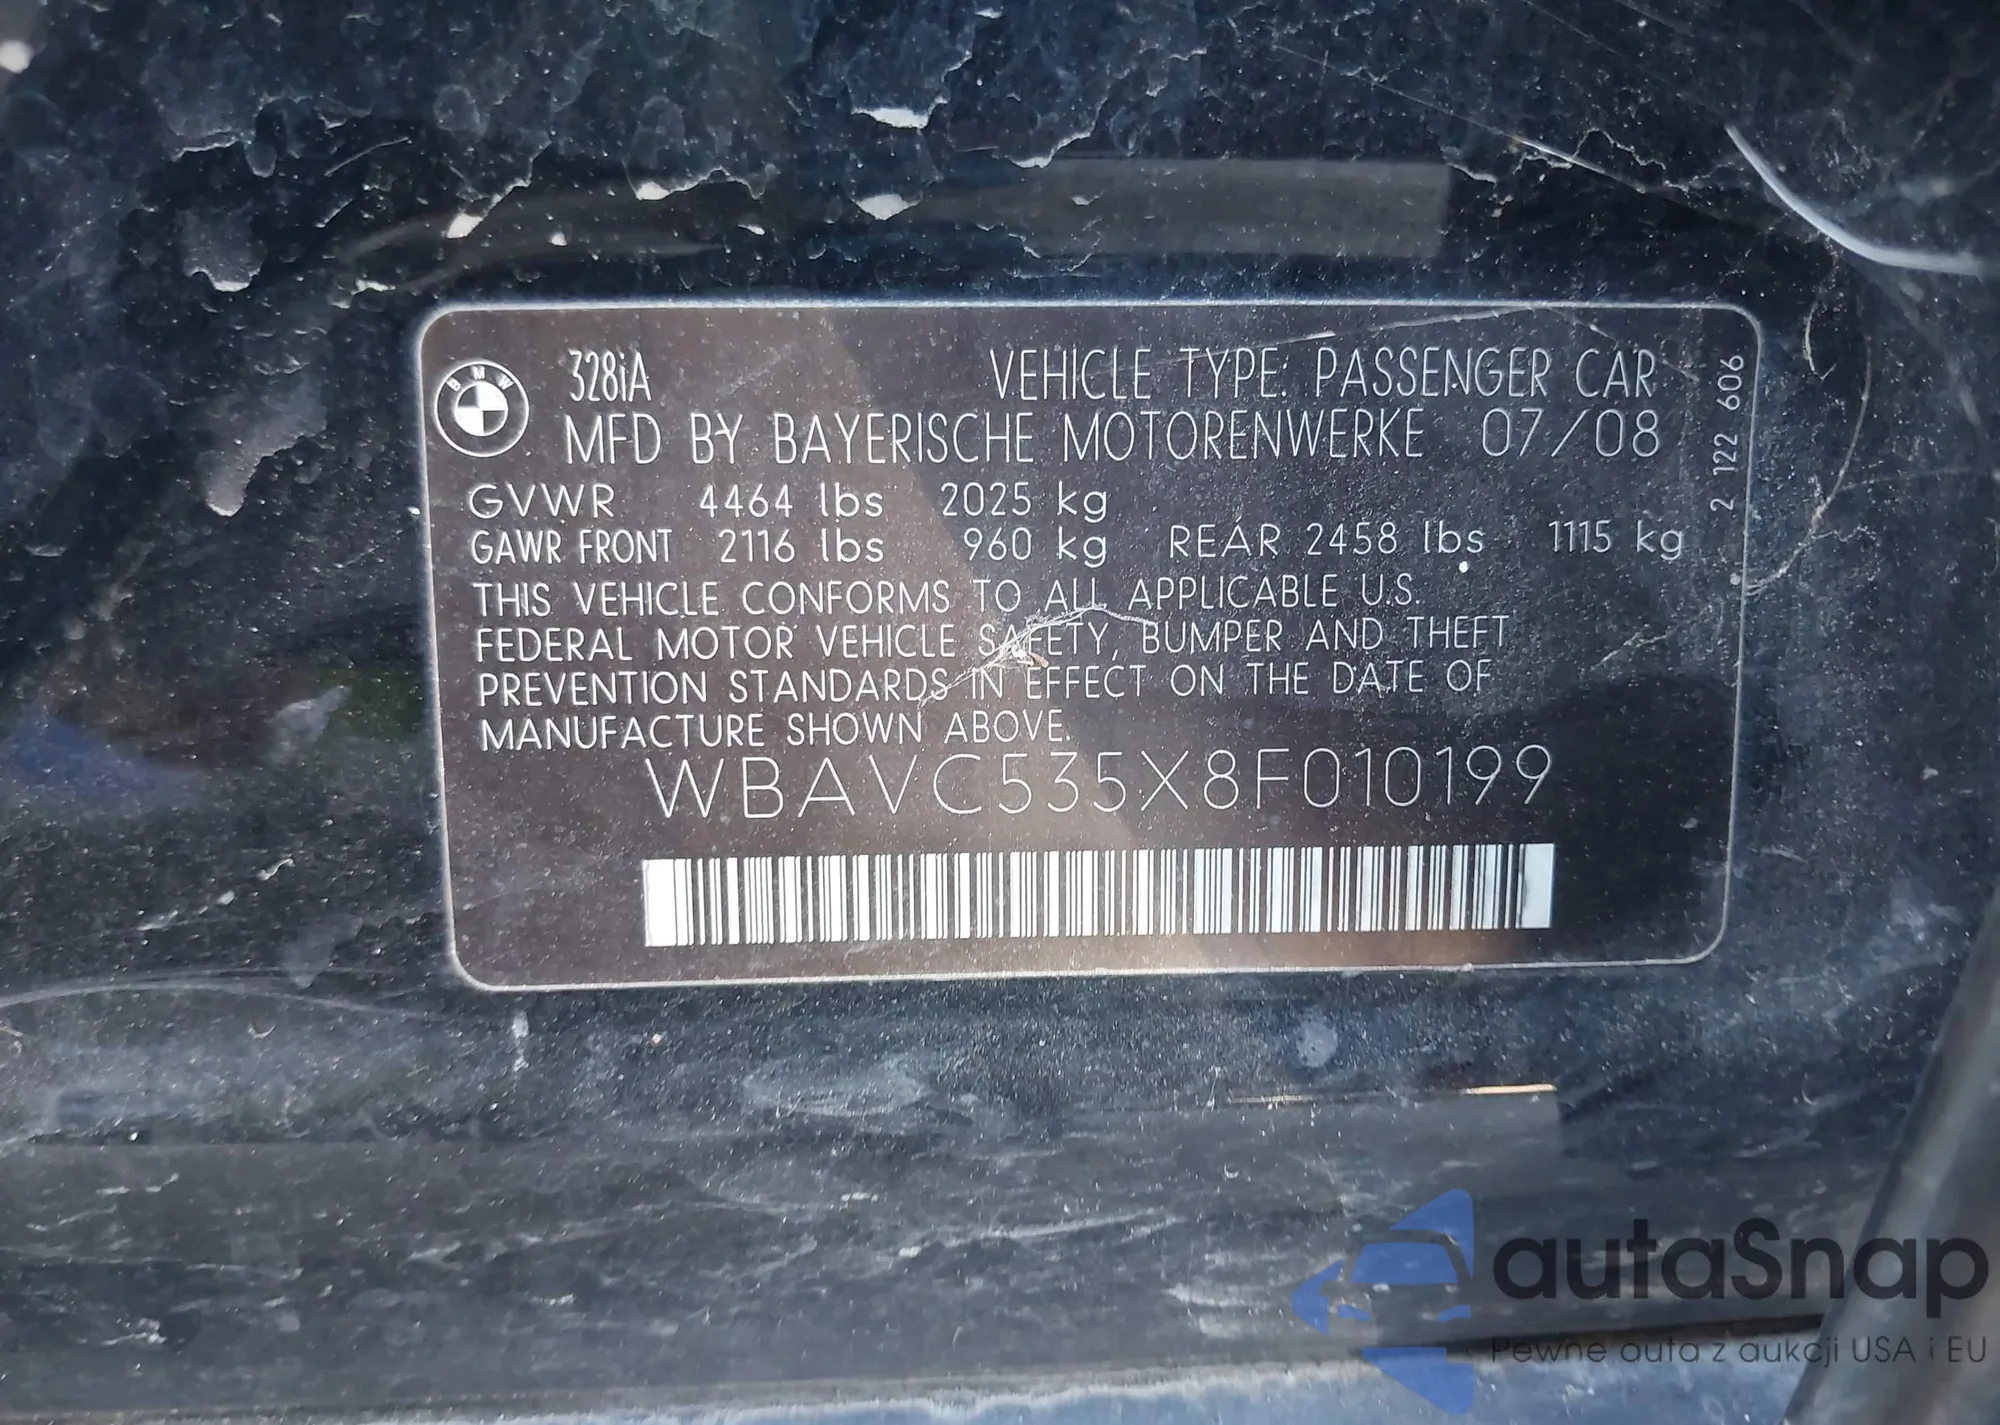 BMW
328iA VEHICLE TYPE: PASSENGER CAR
MFD BY BAYERISCHE MOTORENWERKE 07/08
GVWR 4464 lbs 2025 kg
GAWR FRONT 2116 lbs 960 kg REAR 2458 lbs 1115 kg
THIS VEHICLE CONFORMS TO ALL APPLICABLE U.S.
FEDERAL MOTOR VEHICLE SAFETY, BUMPER AND THEFT
PREVENTION STANDARDS IN EFFECT ON THE DATE OF
MANUFACTURE SHOWN ABOVE.
WBAVC535X8F010199
2 122 606
autaSnap
Pewne auta z aukcji USA i EU